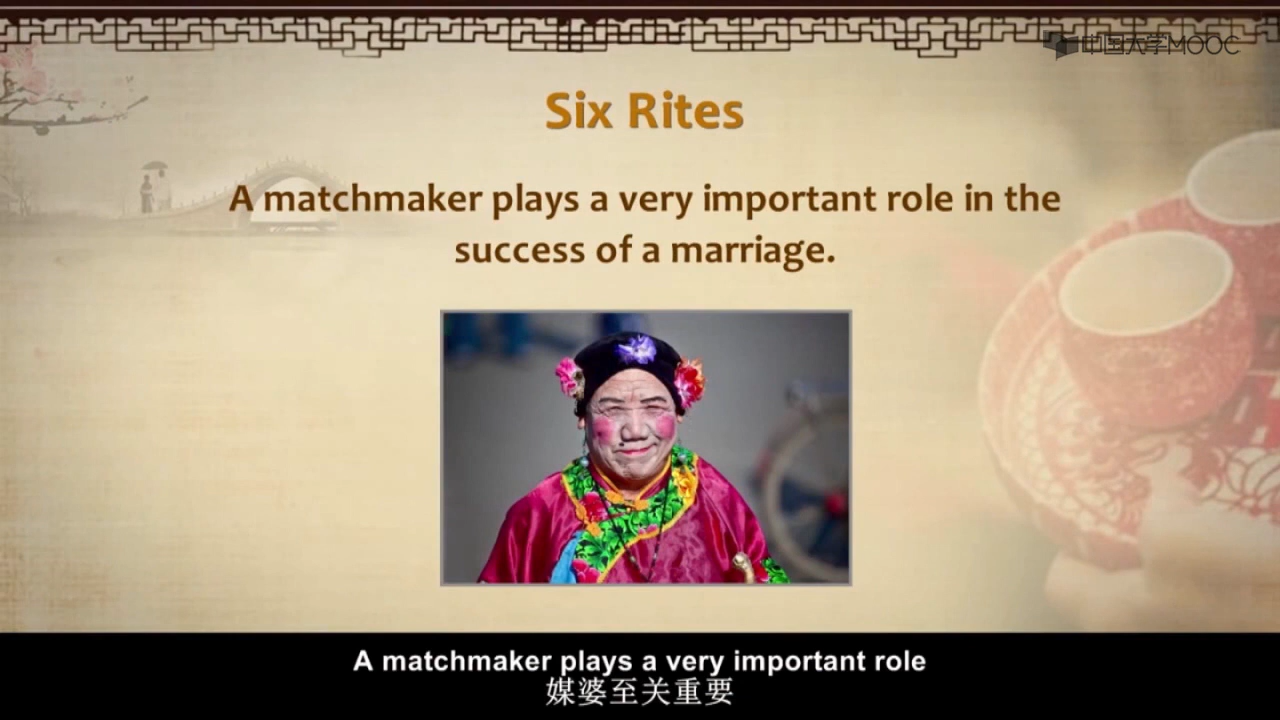 中国大学MOOC
Six Rites
A matchmaker plays a very important role in the
success of a marriage.
A matchmaker plays a very important role
媒婆至关重要